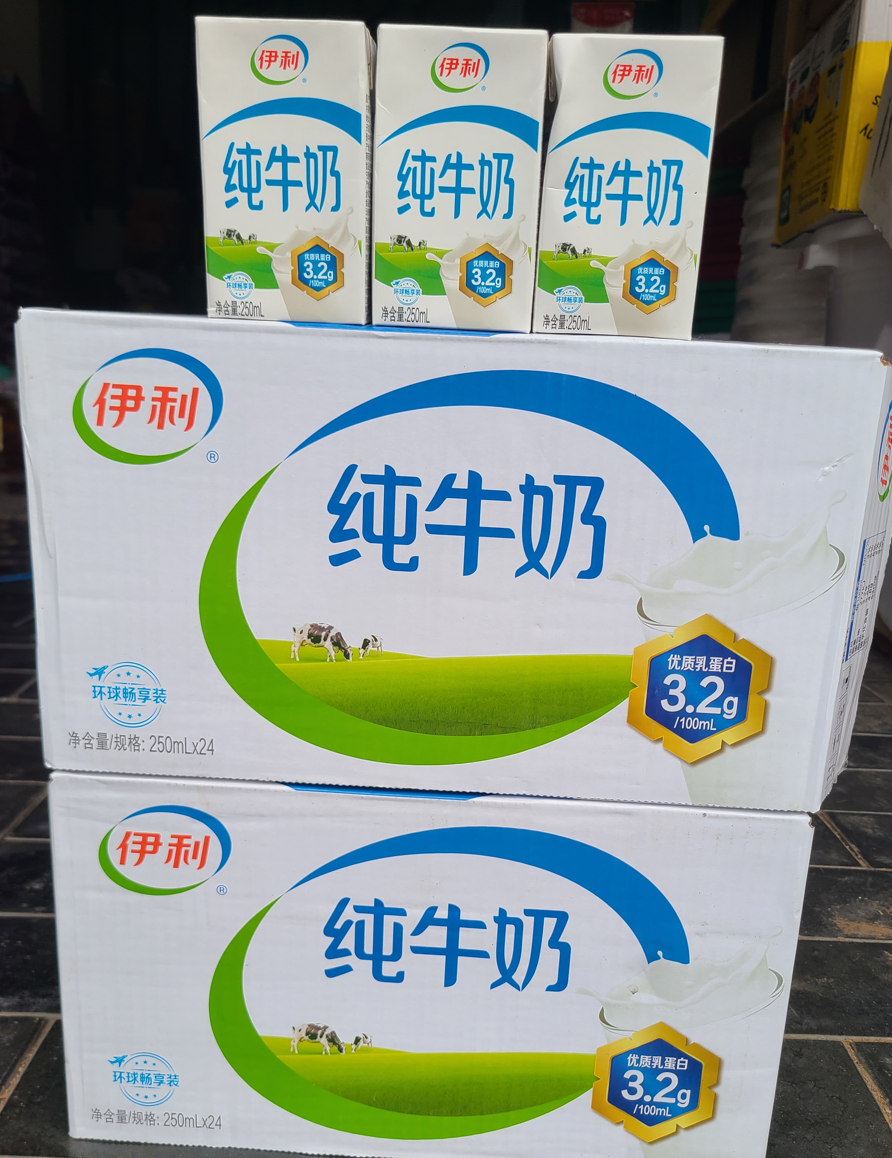 伊利
®
纯牛奶
优质乳蛋白
3.2g
/100mL
环球畅享装
净含量:250mL
伊利
®
纯牛奶
优质乳蛋白
3.2g
/100mL
环球畅享装
净含量:250mL
伊利
®
纯牛奶
优质乳蛋白
3.2g
/100mL
环球畅享装
净含量:250mL
伊利
®
纯牛奶
优质乳蛋白
3.2g
/100mL
环球畅享装
净含量/规格: 250mLx24
伊利
®
纯牛奶
优质乳蛋白
3.2g
/100mL
环球畅享装
净含量/规格: 250mLx24